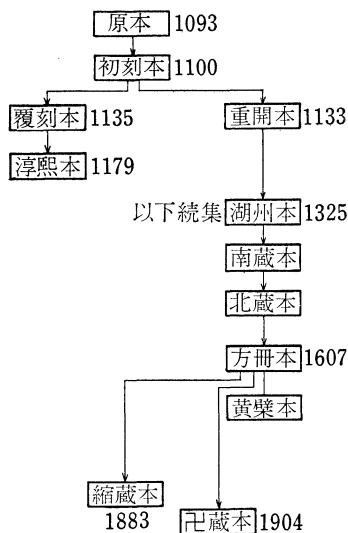 原本 1093
初刻本 1100
覆刻本 1135 重開本 1133
淳熙本 1179
以下続集 湖州本 1325
南蔵本
北蔵本
方冊本 1607
黄檗本
縮蔵本
1883
卍蔵本 1904